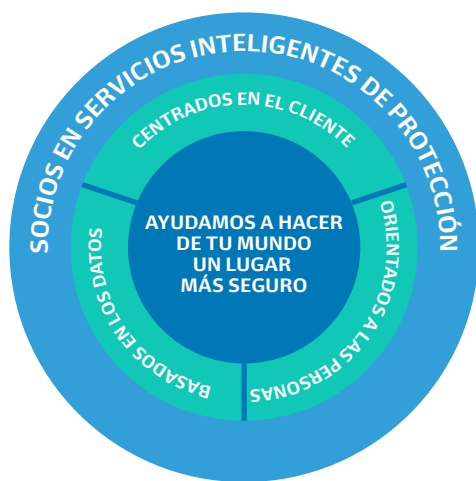 SOCIOS EN SERVICIOS INTELIGENTES DE PROTECCIÓN
CENTRADOS EN EL CLIENTE
AYUDAMOS A HACER
DE TU MUNDO
UN LUGAR
MÁS SEGURO
BASADOS EN LOS DATOS
ORIENTADOS A LAS PERSONAS